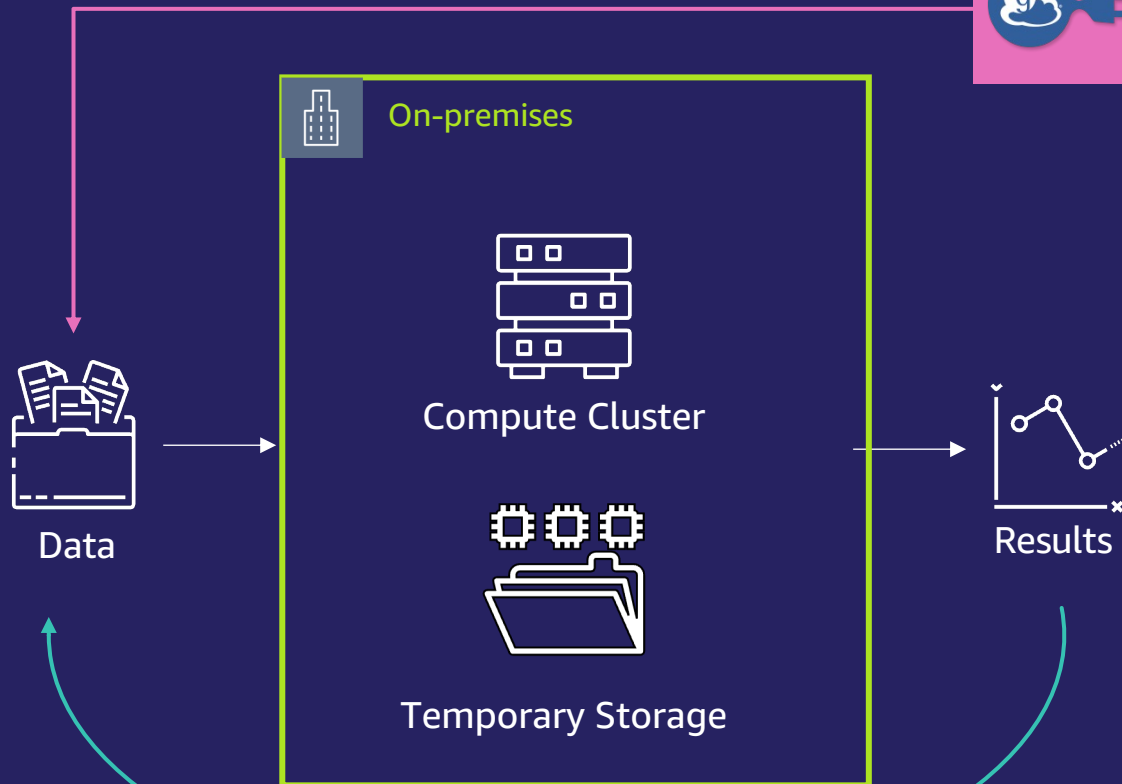 On-premises
Compute Cluster
Data
Results
Temporary Storage